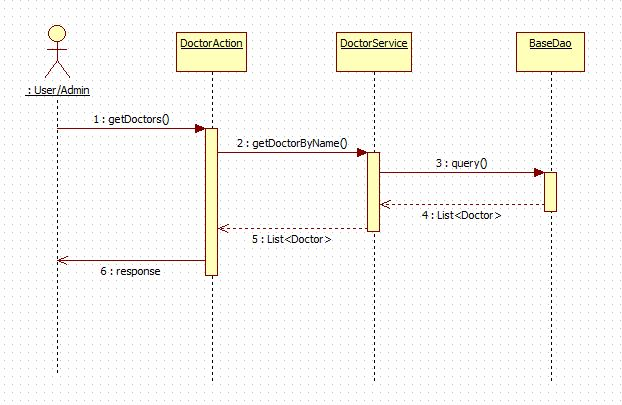 DoctorAction
DoctorService
BaseDao
: User/Admin
1 : getDoctors()
2 : getDoctorByName()
3 : query()
4 : List<Doctor>
5 : List<Doctor>
6 : response